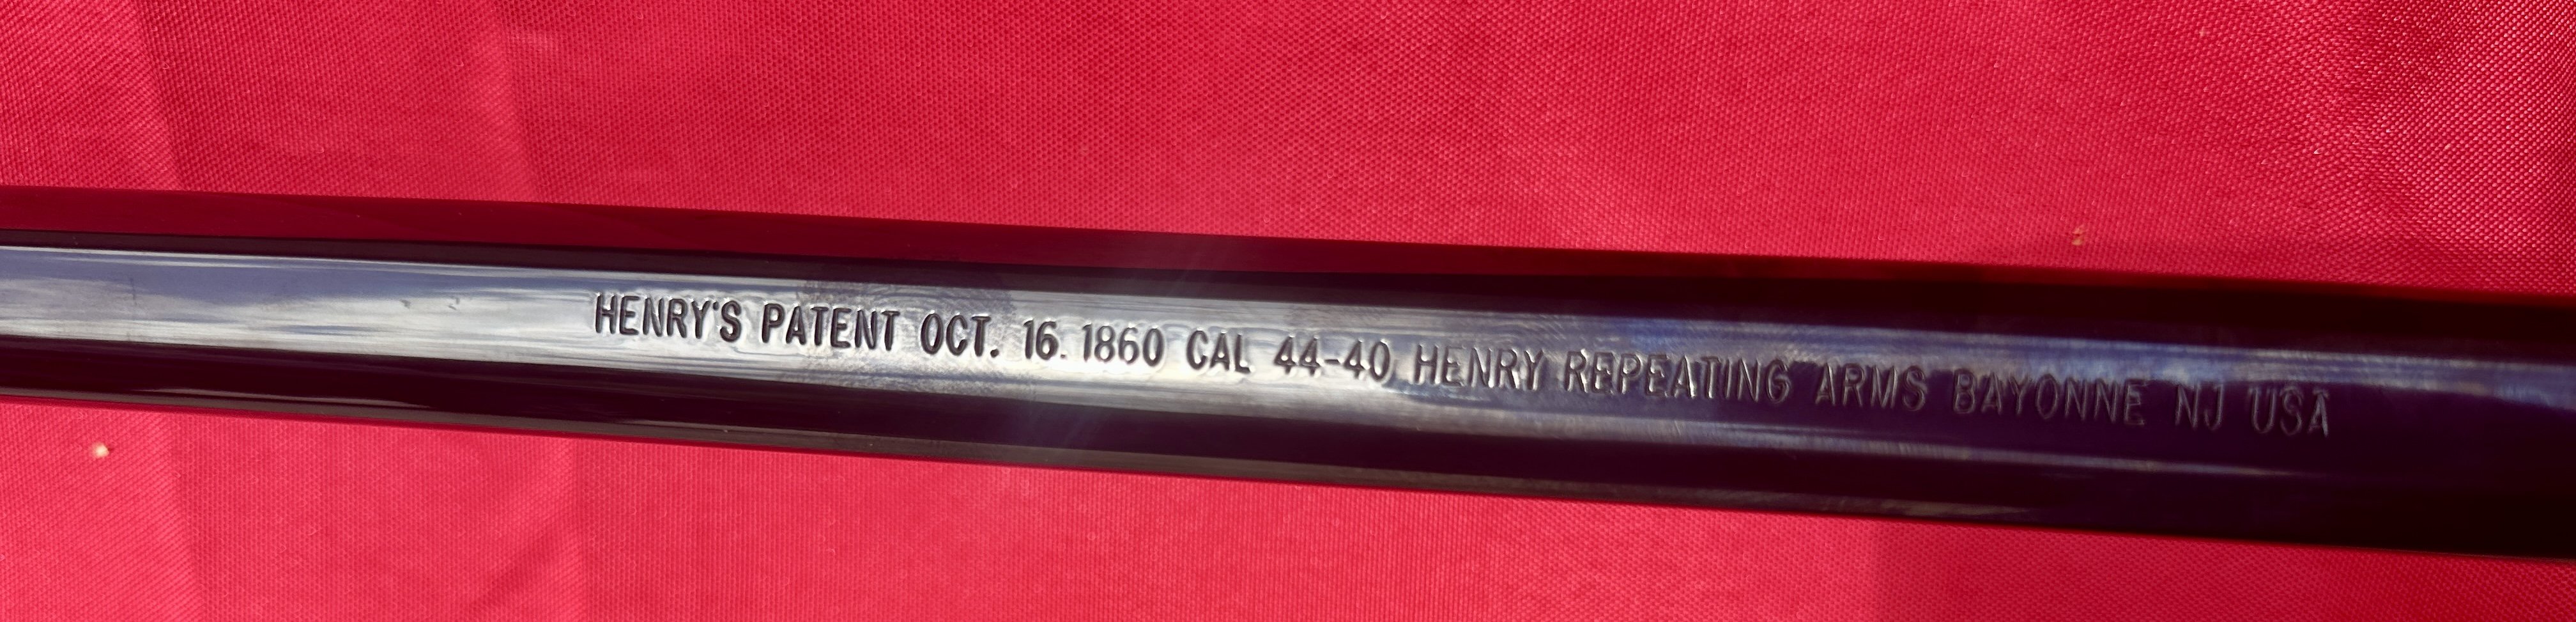 HENRY'S PATENT OCT. 16. 1860 CAL 44-40 HENRY REPEATING ARMS BAYONNE NJ USA